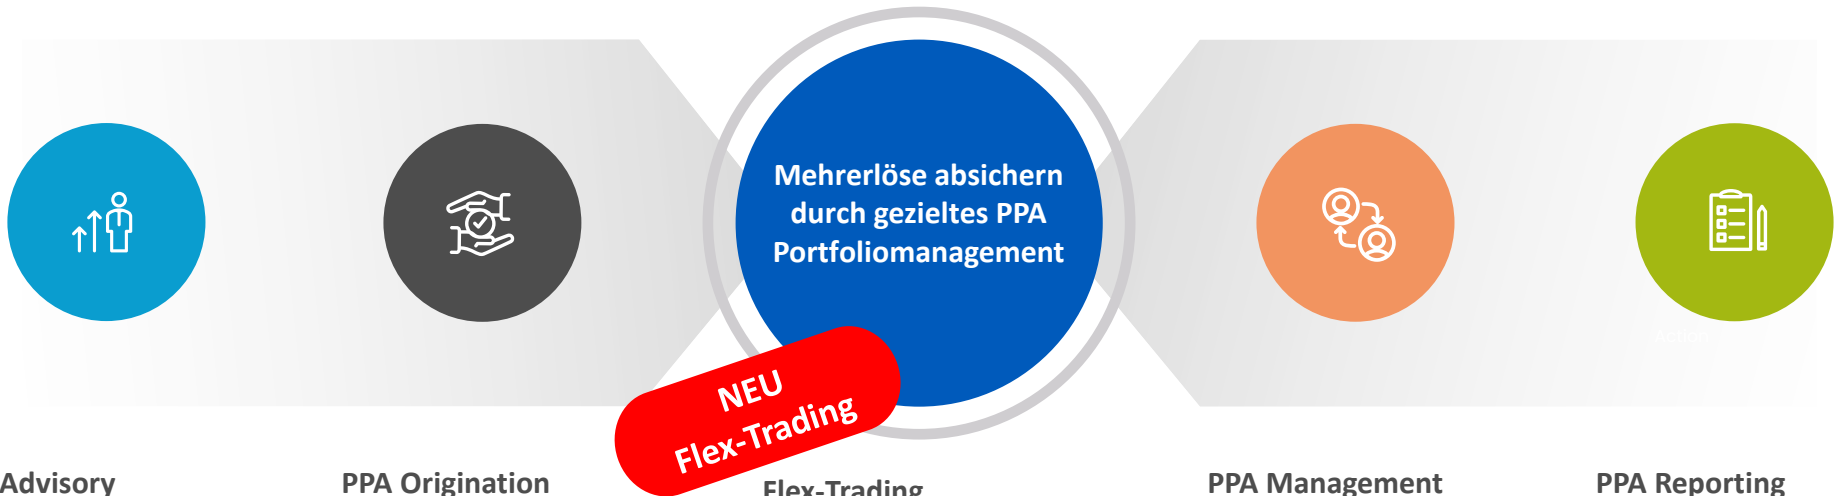 Mehrerlöse absichern
durch gezieltes PPA
Portfoliomanagement
NEU
Flex-Trading
Advisory
PPA Origination
Flex-Trading
PPA Management
PPA Reporting